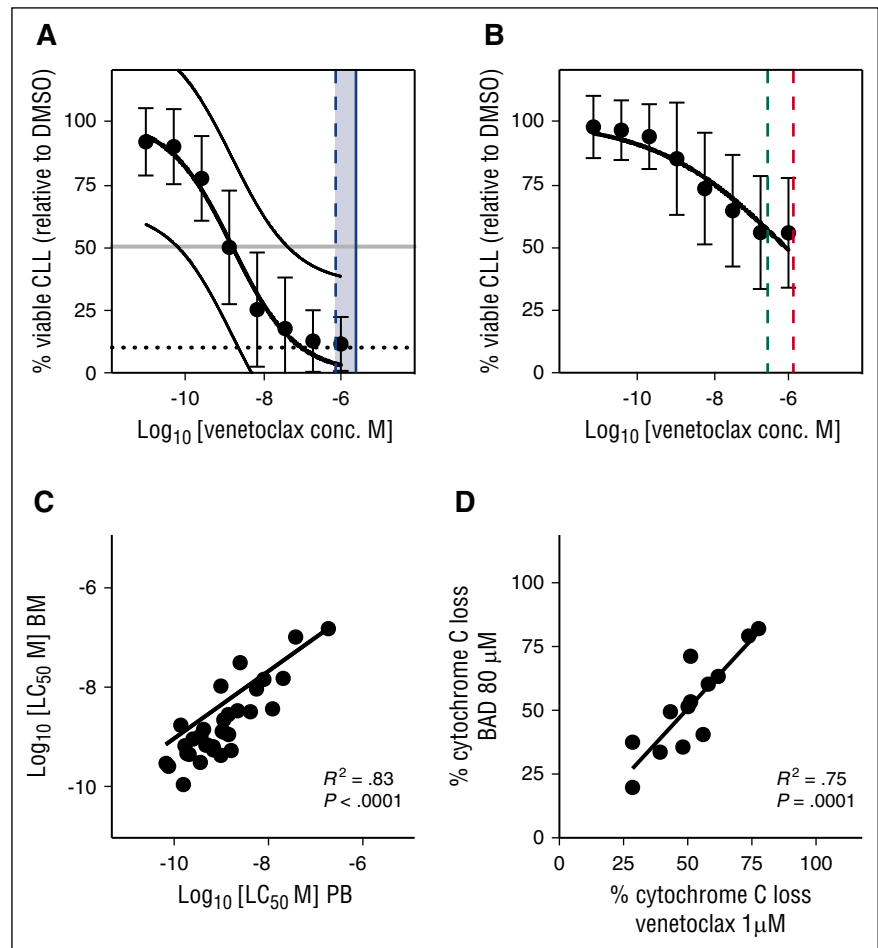 A
% viable CLL (relative to DMSO)
100
75
50
25
0
-10
-8
-6
Log10 [venetoclax conc. M]
B
% viable CLL (relative to DMSO)
100
75
50
25
0
-10
-8
-6
Log10 [venetoclax conc. M]
C
Log10 [LC50 M] BM
-6
-8
-10
R2 = .83
P < .0001
-10
-8
-6
Log10 [LC50 M] PB
D
% cytochrome C loss
BAD 80 μM
100
75
50
25
0
R2 = .75
P = .0001
0
25
50
75
100
% cytochrome C loss
venetoclax 1μM